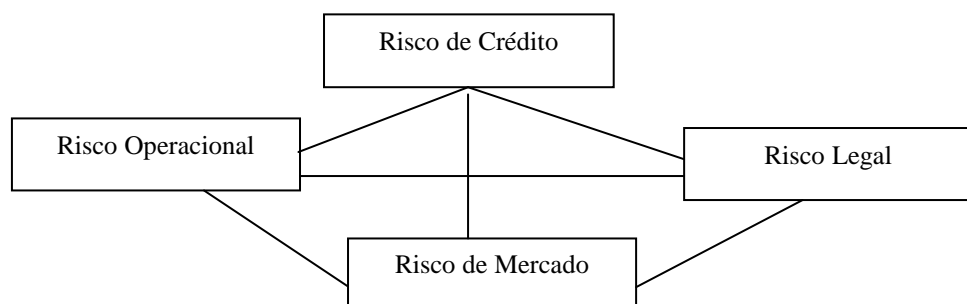 Risco de Crédito
Risco Operacional
Risco Legal
Risco de Mercado